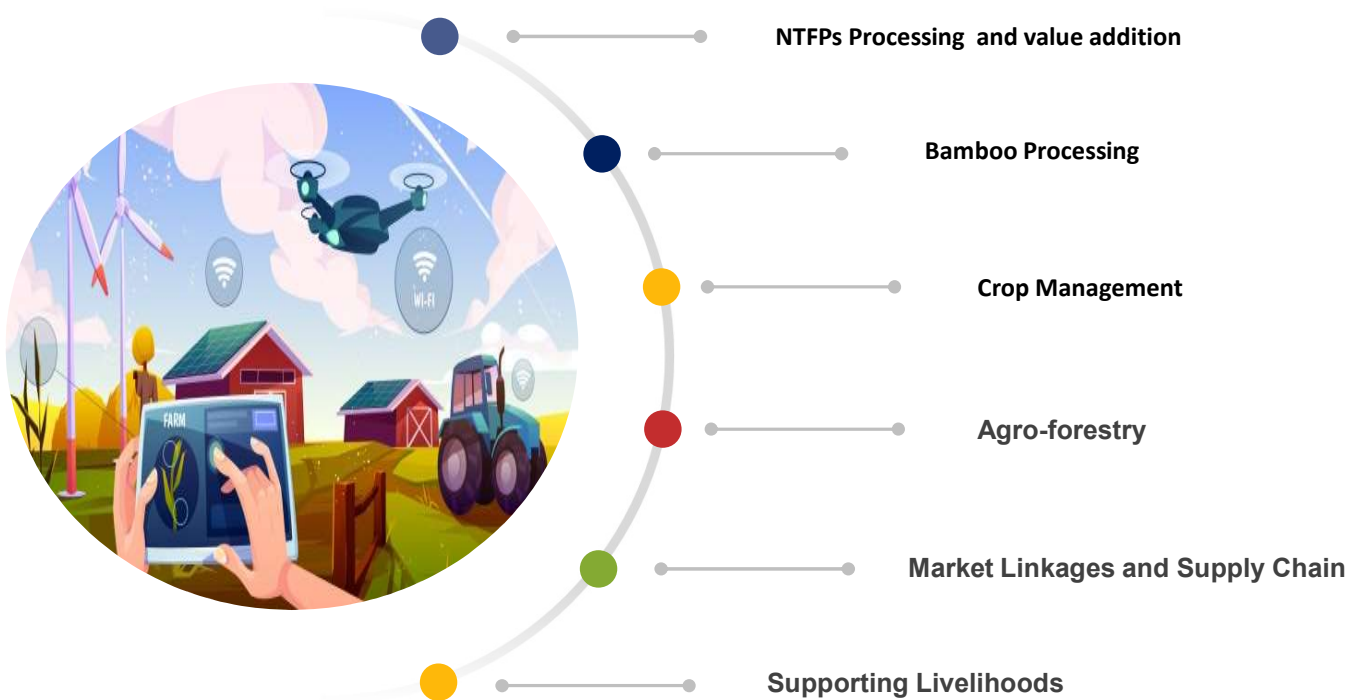 NTFPs Processing and value addition
Bamboo Processing
Crop Management
WI-FI
FARM
Agro-forestry
Market Linkages and Supply Chain
Supporting Livelihoods